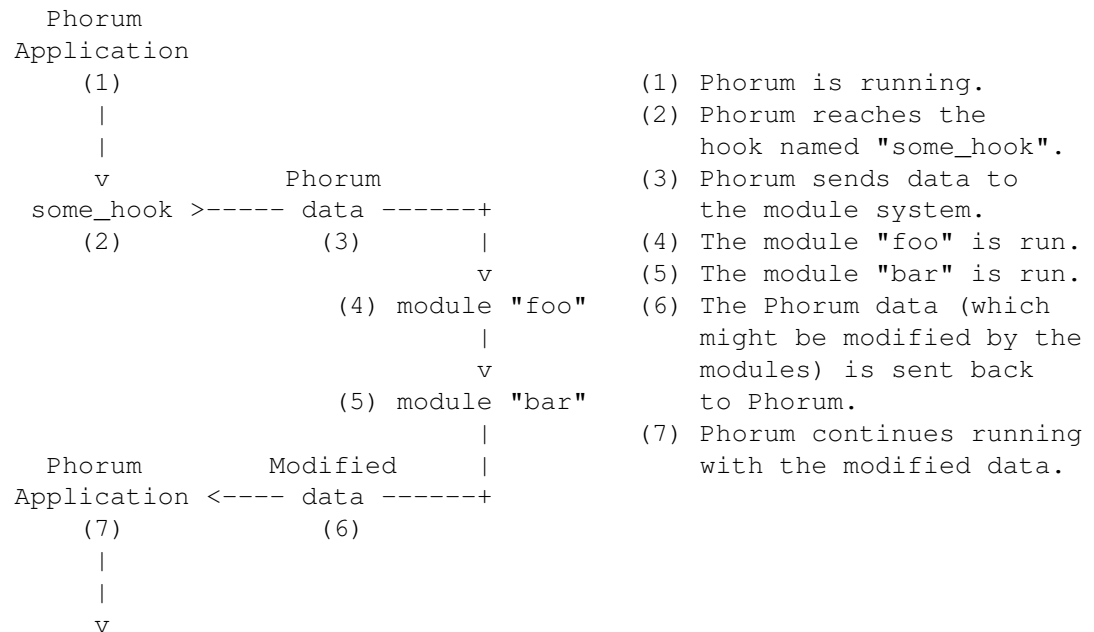 Phorum
Application
    (1)                                (1) Phorum is running.
     |                                 (2) Phorum reaches the
     |                                     hook named "some_hook".
     v           Phorum                (3) Phorum sends data to
 some_hook >----- data ------+             the module system.
    (2)            (3)       |         (4) The module "foo" is run.
                             v         (5) The module "bar" is run.
                    (4) module "foo"   (6) The Phorum data (which
                             |             might be modified by the
                             v             modules) is sent back
                    (5) module "bar"       to Phorum.
                             |         (7) Phorum continues running
  Phorum        Modified     |             with the modified data.
Application <---- data ------+
    (7)            (6)
     |
     |
     v